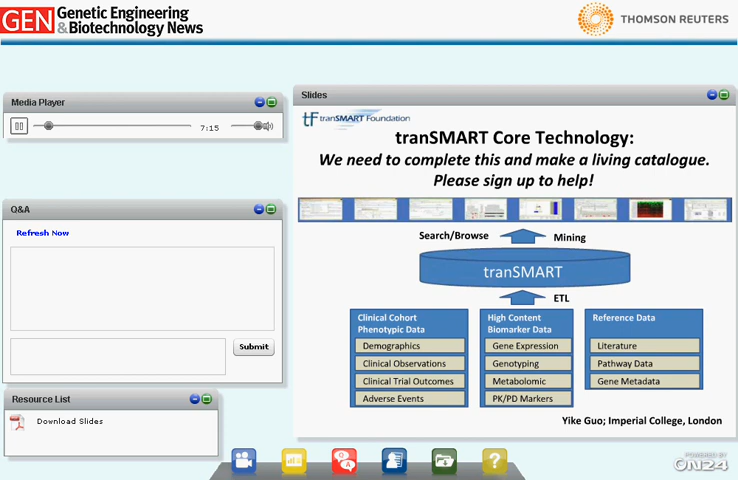 GEN Genetic Engineering
&Biotechnology News
THOMSON REUTERS
Media Player
7:15
Q&A
Refresh Now
Submit
Resource List
Download Slides
Slides
tF tranSMART Foundation
tranSMART Core Technology:
We need to complete this and make a living catalogue.
Please sign up to help!
Search/Browse
Mining
tranSMART
ETL
Clinical Cohort
Phenotypic Data
Demographics
Clinical Observations
Clinical Trial Outcomes
Adverse Events
High Content
Biomarker Data
Gene Expression
Genotyping
Metabolomic
PK/PD Markers
Reference Data
Literature
Pathway Data
Gene Metadata
Yike Guo; Imperial College, London
Q
A
?
POWERED BY
ON24